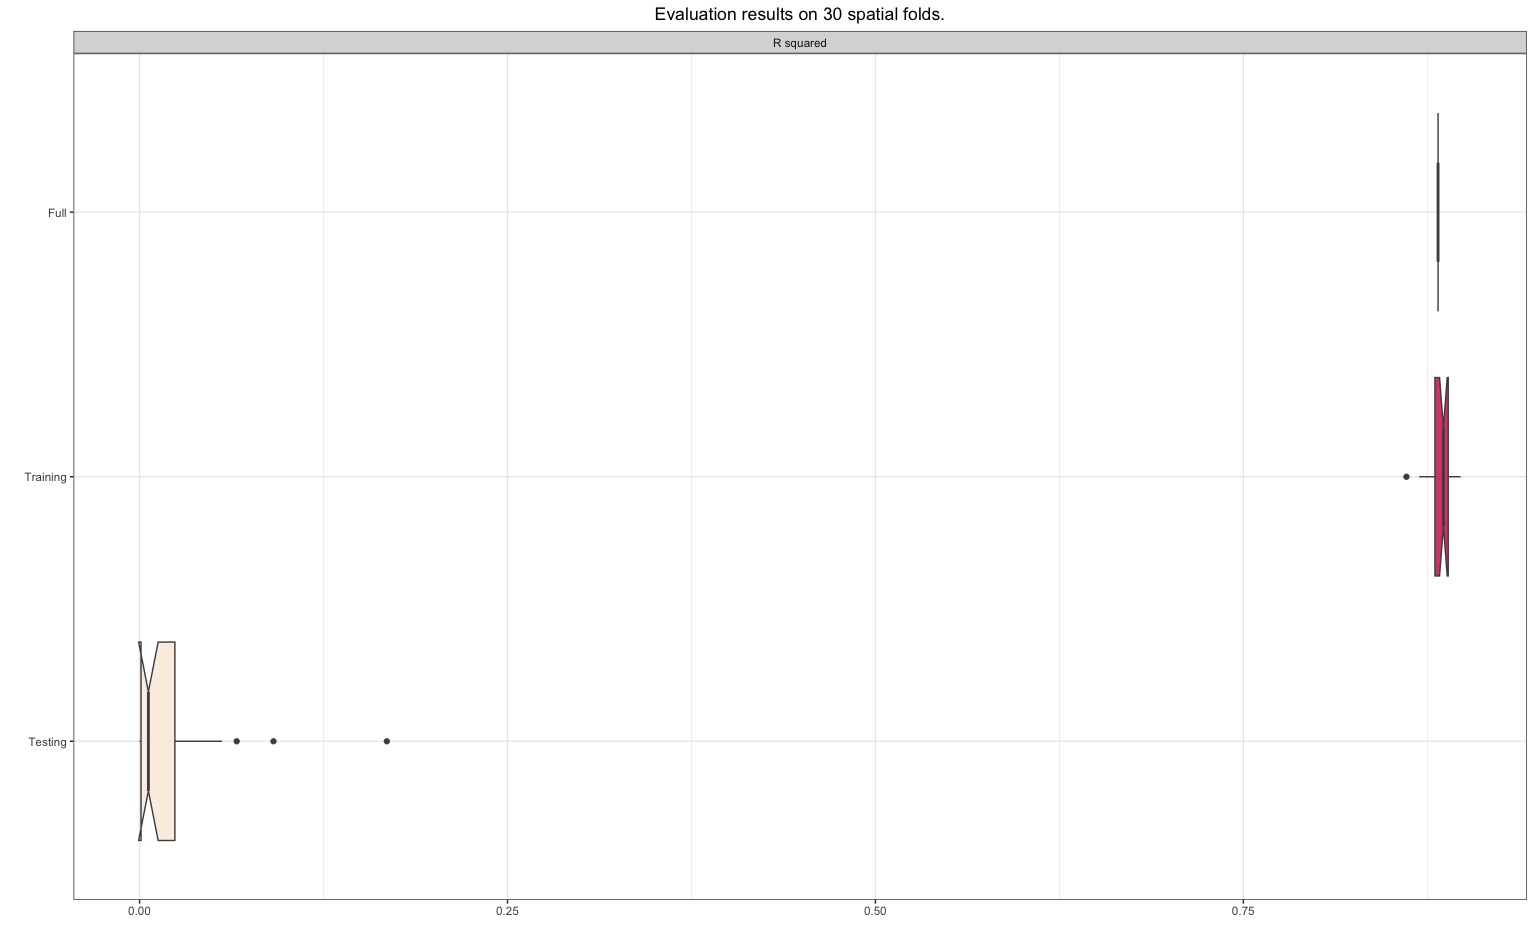 Evaluation results on 30 spatial folds.
R squared
Full
Training
Testing
0.00 0.25 0.50 0.75